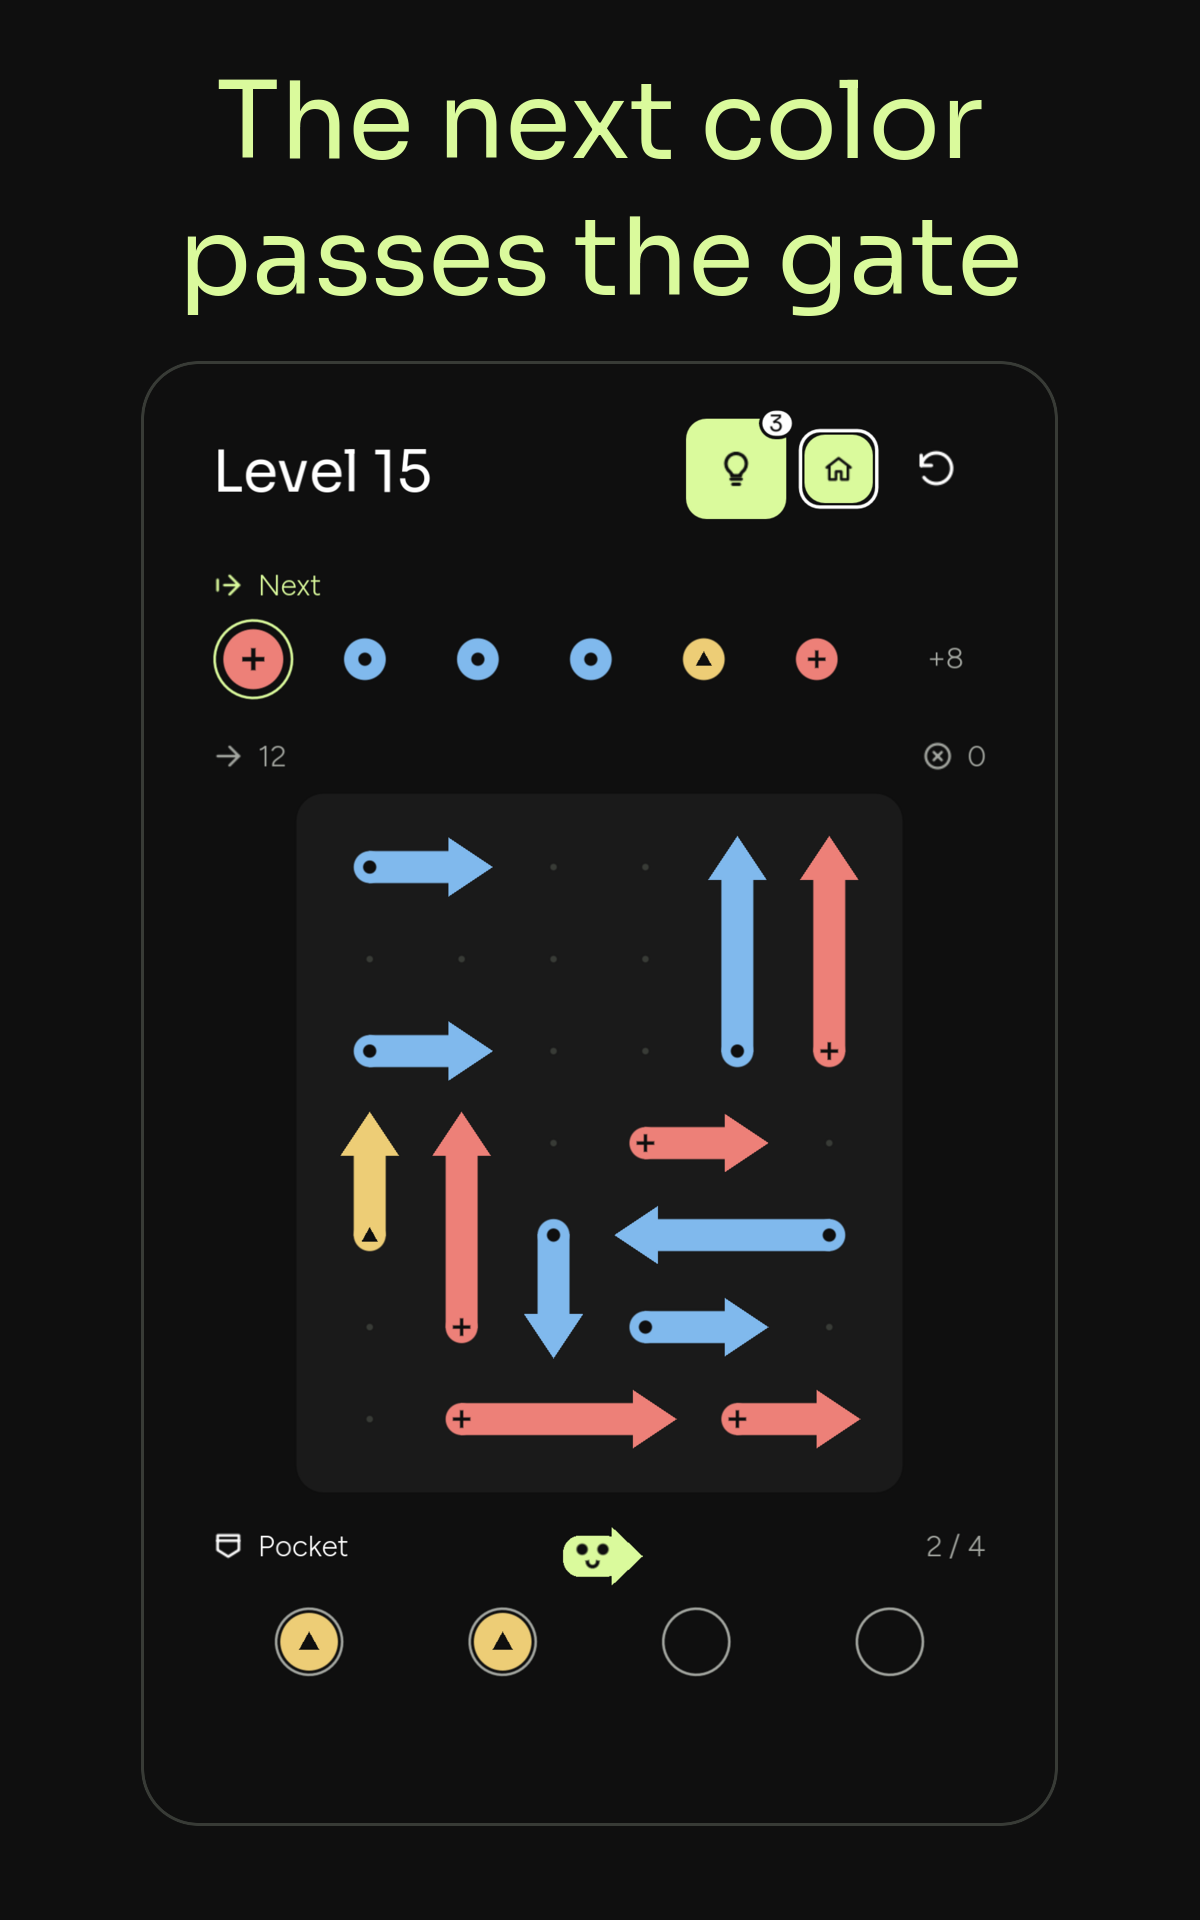 The next color
passes the gate
Level 15
3
Next
+8
12
0
Pocket
2 / 4